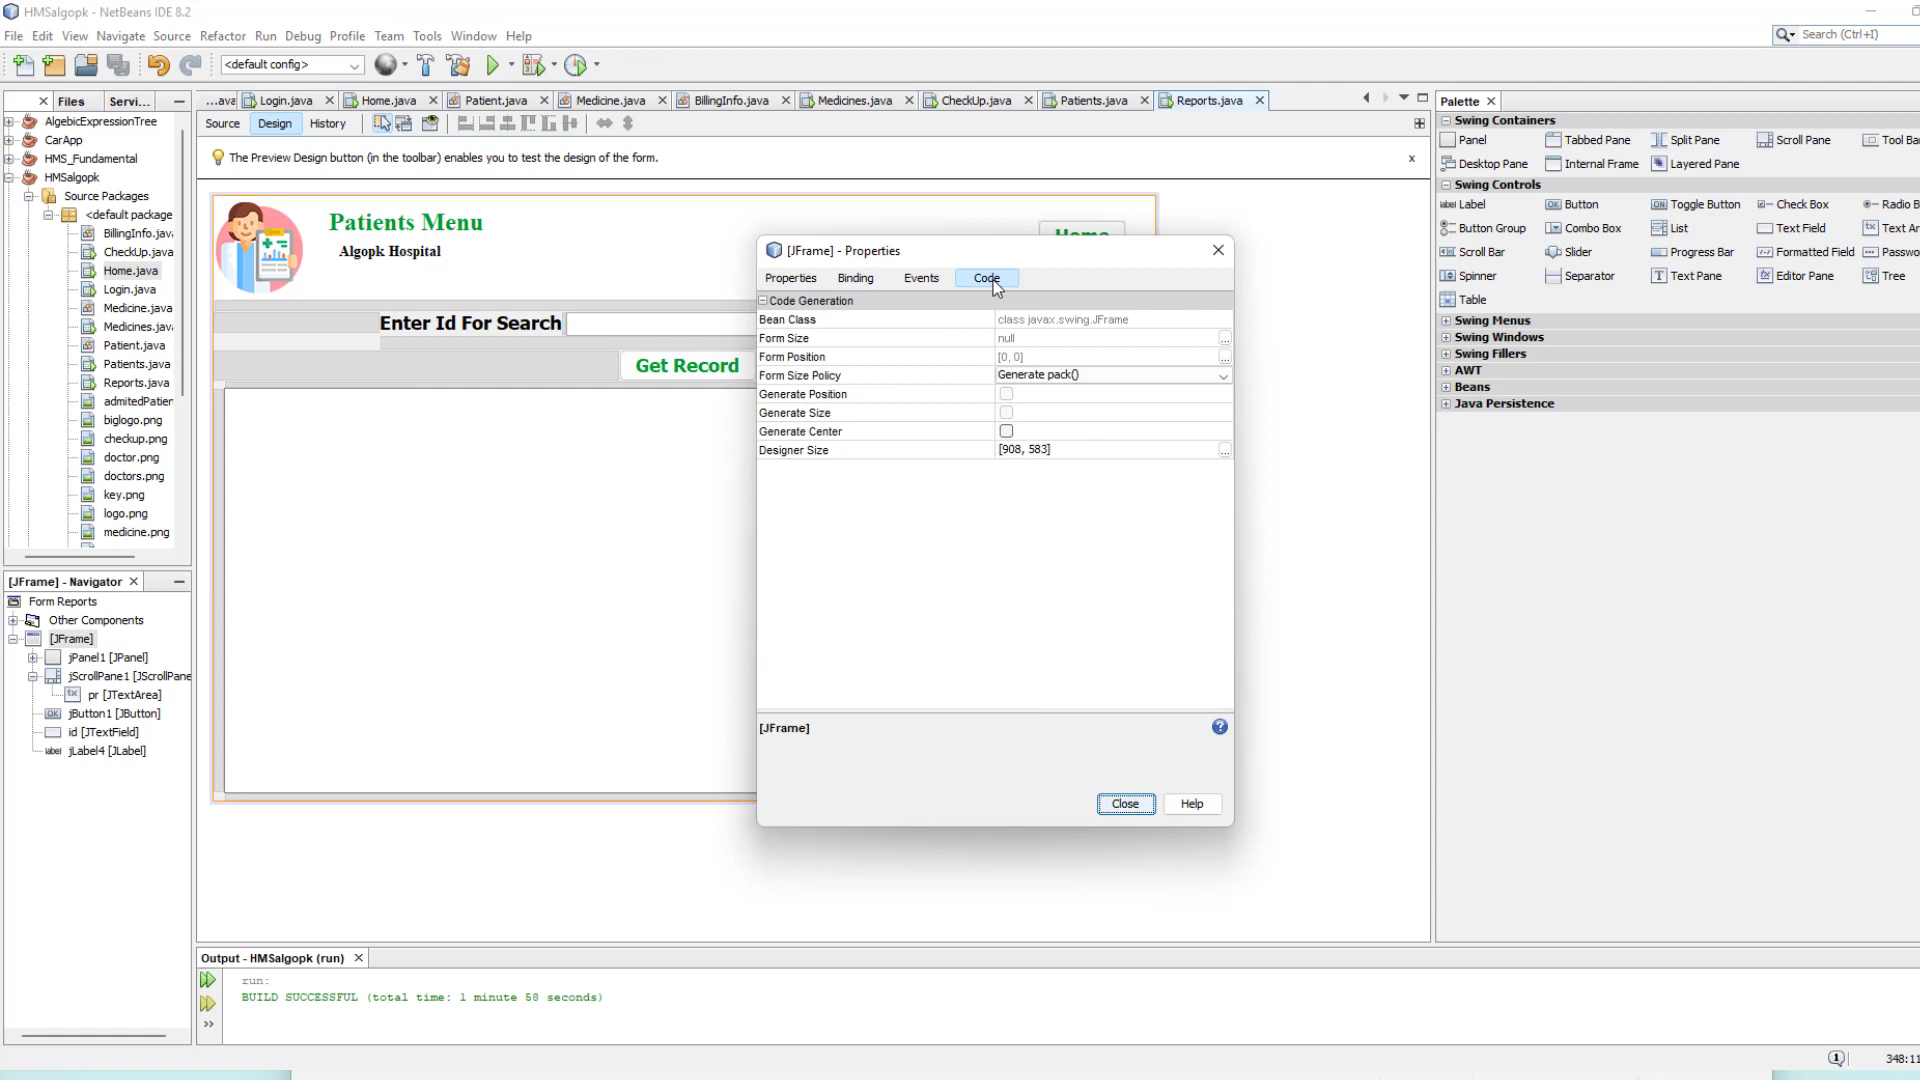 HMSalgopk - NetBeans IDE 8.2
File Edit View Navigate Source Refactor Run Debug Profile Team Tools Window Help
Search (Ctrl+I)
<default config>
Files Servi...
...ava Login.java Home.java Patient.java Medicine.java BillingInfo.java Medicines.java CheckUp.java Patients.java Reports.java
Source Design History
The Preview Design button (in the toolbar) enables you to test the design of the form.
x
AlgebicExpressionTree
CarApp
HMS_Fundamental
HMSalgopk
Source Packages
<default package
BillingInfo.java
CheckUp.java
Home.java
Login.java
Medicine.java
Medicines.java
Patient.java
Patients.java
Reports.java
admitedPatien
biglogo.png
checkup.png
doctor.png
doctors.png
key.png
logo.png
medicine.png
[JFrame] - Navigator
Form Reports
Other Components
[JFrame]
jPanel1 [JPanel]
jScrollPane1 [JScrollPane
pr [JTextArea]
jButton1 [JButton]
id [JTextField]
jLabel4 [JLabel]
Patients Menu
Algopk Hospital
Home
Enter Id For Search
Get Record
[JFrame] - Properties
Properties Binding Events Code
Code Generation
Bean Class class javax.swing.JFrame
Form Size null ...
Form Position [0, 0] ...
Form Size Policy Generate pack()
Generate Position
Generate Size
Generate Center
Designer Size [908, 583] ...
[JFrame]
Close Help
Palette
Swing Containers
Panel Tabbed Pane Split Pane Scroll Pane Tool Ba
Desktop Pane Internal Frame Layered Pane
Swing Controls
label Label OK Button ON Toggle Button Check Box Radio B
Button Group Combo Box List Text Field Text Ar
Scroll Bar Slider Progress Bar Formatted Field Passwo
Spinner Separator Text Pane Editor Pane Tree
Table
Swing Menus
Swing Windows
Swing Fillers
AWT
Beans
Java Persistence
Output - HMSalgopk (run)
run:
BUILD SUCCESSFUL (total time: 1 minute 58 seconds)
348:11